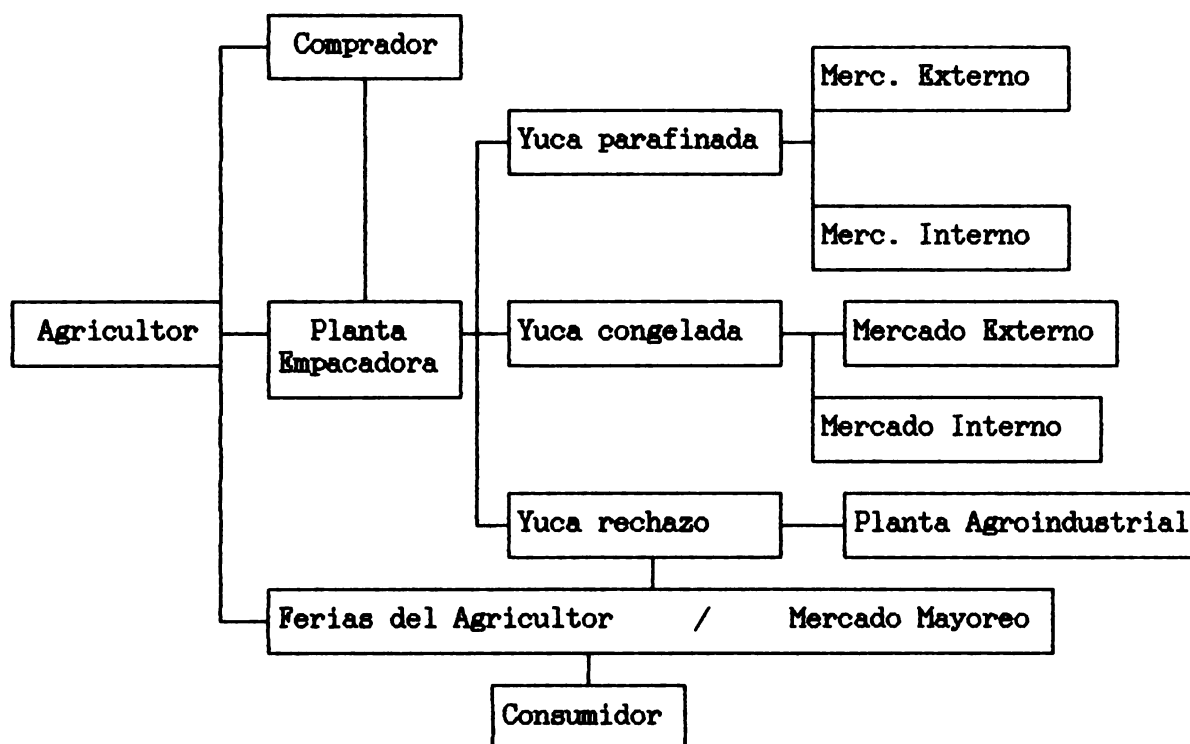 Comprador
Merc. Externo
Yuca parafinada
Merc. Interno
Agricultor
Planta
Empacadora
Yuca congelada
Mercado Externo
Mercado Interno
Yuca rechazo
Planta Agroindustrial
Ferias del Agricultor / Mercado Mayoreo
Consumidor